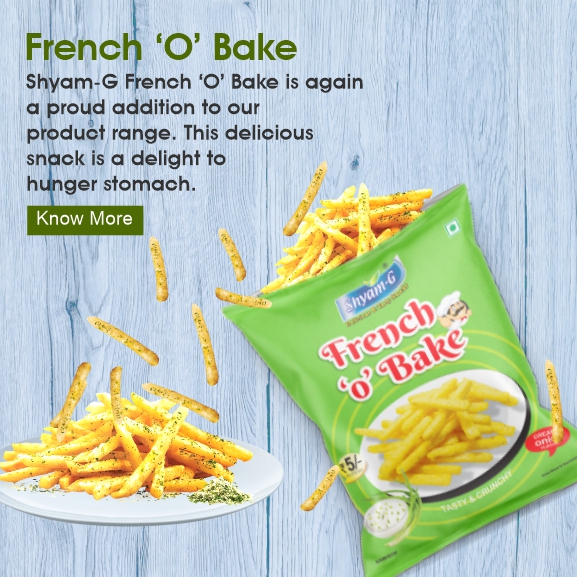 French ‘O’ Bake
Shyam-G French ‘O’ Bake is again
a proud addition to our
product range. This delicious
snack is a delight to
hunger stomach.
Know More
Shyam-G
French
‘o’ Bake
₹5/-
TASTY & CRUNCHY